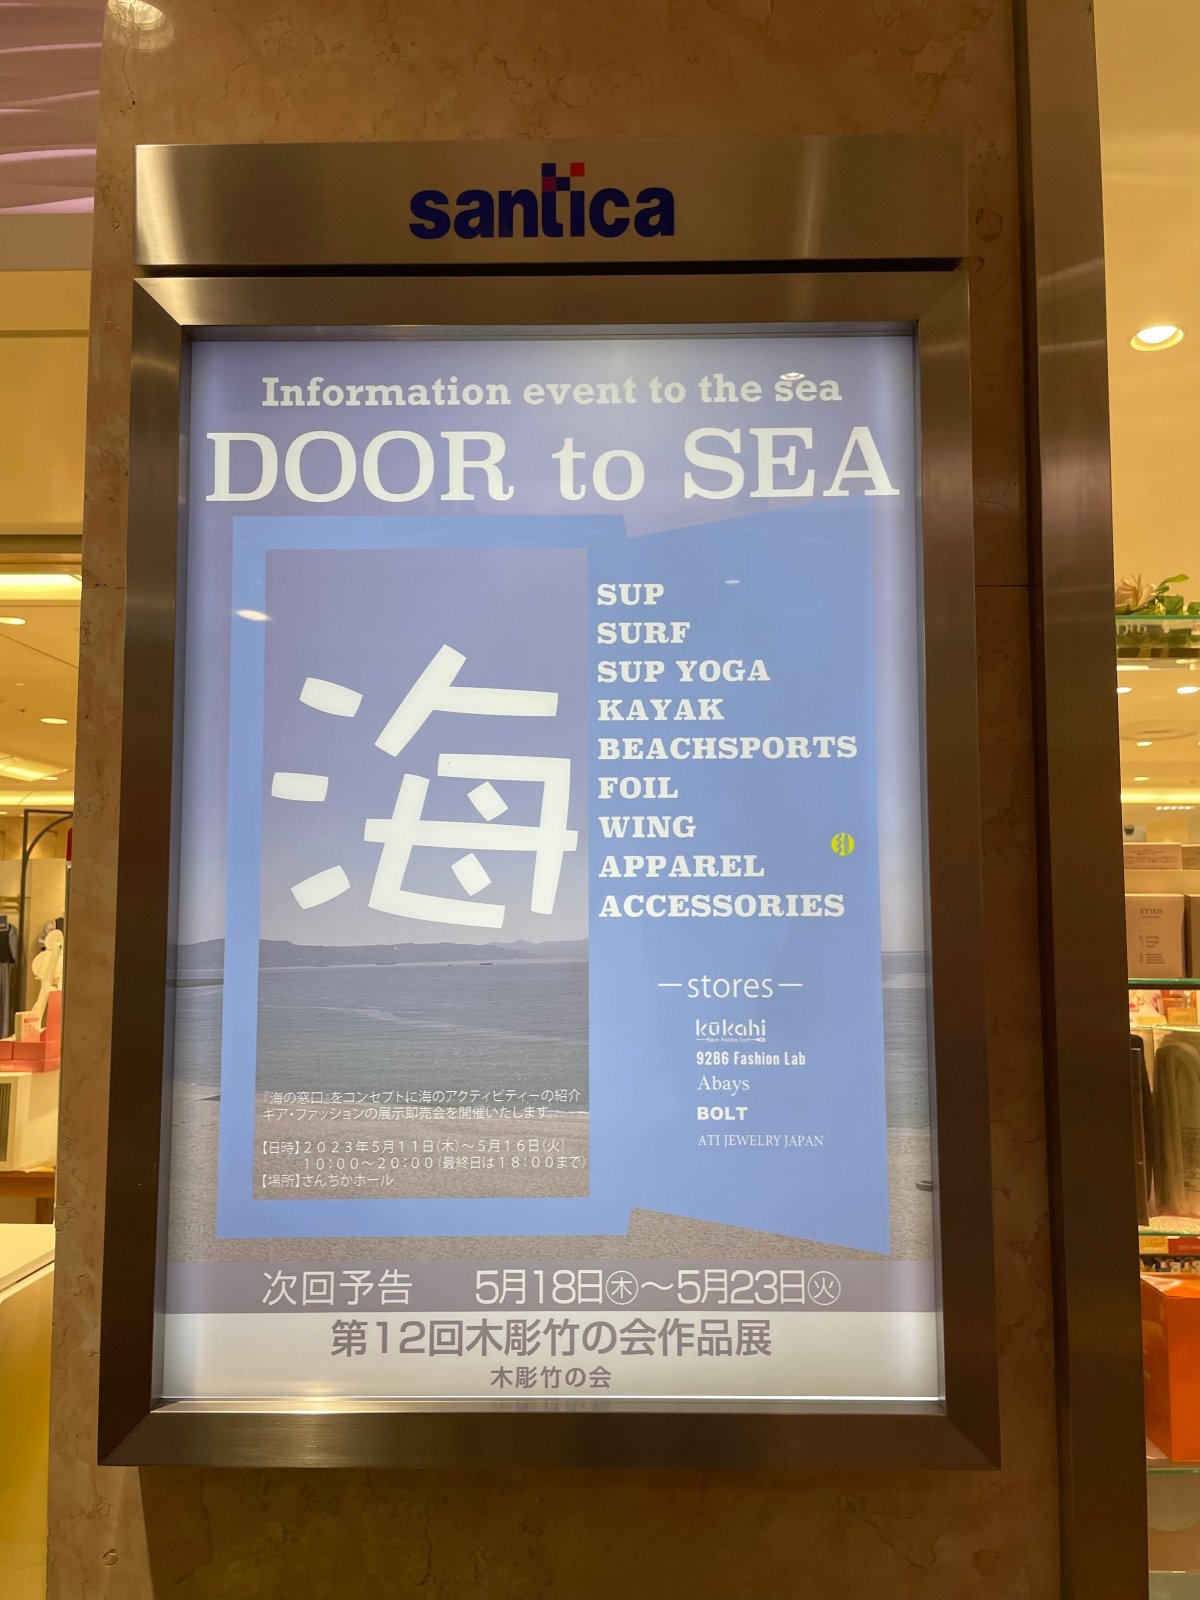 santica
Information event to the sea
DOOR to SEA
海
SUP
SURF
SUP YOGA
KAYAK
BEACHSPORTS
FOIL
WING
APPAREL
ACCESSORIES
—stores—
kūkahi
Race. Paddle. Surf.
9286 Fashion Lab
Abays
BOLT
ATI JEWELRY JAPAN
『海の窓口』をコンセプトに海のアクティビティーの紹介
ギア・ファッションの展示即売会を開催いたします。
【日時】２０２３年５月１１日(木)～５月１６日(火)
１０：００～２０：００(最終日は１８：００まで)
【場所】さんちかホール
次回予告 5月18日㊍～5月23日㊋
第12回木彫竹の会作品展
木彫竹の会
ETVOS